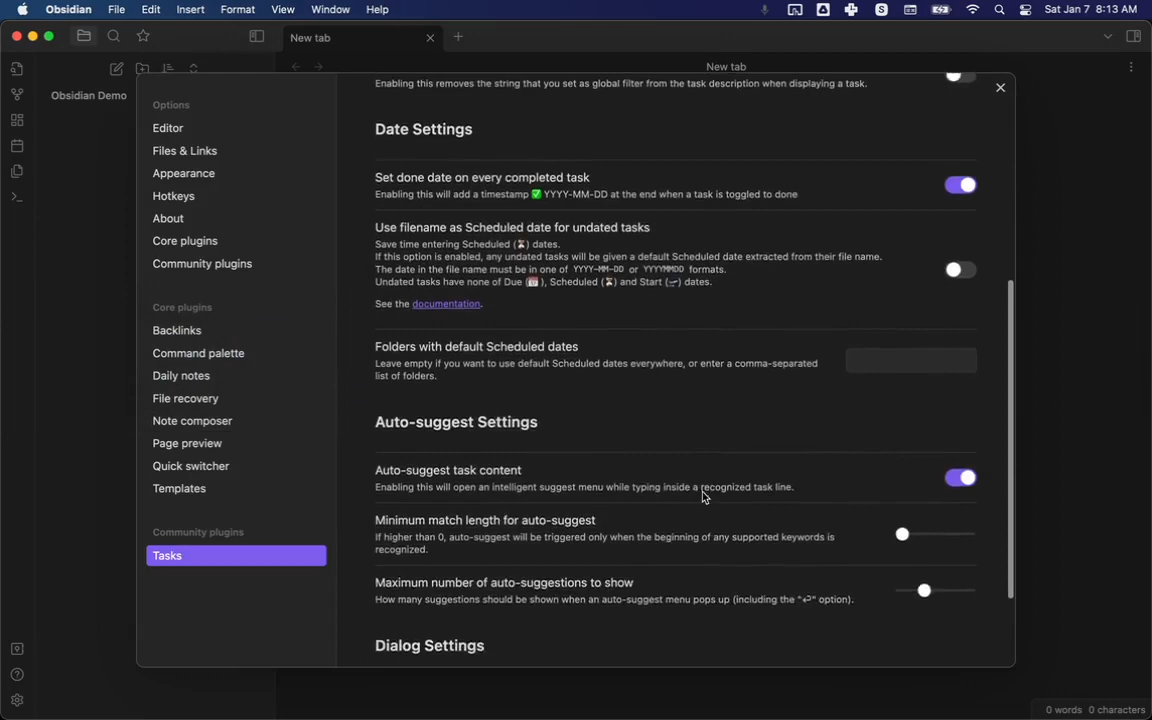 Obsidian File Edit Insert Format View Window Help S Sat Jan 7 8:13 AM
New tab
New tab
Obsidian Demo
Options
Editor
Files & Links
Appearance
Hotkeys
About
Core plugins
Community plugins
Core plugins
Backlinks
Command palette
Daily notes
File recovery
Note composer
Page preview
Quick switcher
Templates
Community plugins
Tasks
Enabling this removes the string that you set as global filter from the task description when displaying a task.
Date Settings
Set done date on every completed task
Enabling this will add a timestamp ✅ YYYY-MM-DD at the end when a task is toggled to done
Use filename as Scheduled date for undated tasks
Save time entering Scheduled (⏳) dates.
If this option is enabled, any undated tasks will be given a default Scheduled date extracted from their file name.
The date in the file name must be in one of YYYY-MM-DD or YYYYMMDD formats.
Undated tasks have none of Due (📅 ), Scheduled (⏳) and Start (🛫) dates.
See the documentation.
Folders with default Scheduled dates
Leave empty if you want to use default Scheduled dates everywhere, or enter a comma-separated
list of folders.
Auto-suggest Settings
Auto-suggest task content
Enabling this will open an intelligent suggest menu while typing inside a recognized task line.
Minimum match length for auto-suggest
If higher than 0, auto-suggest will be triggered only when the beginning of any supported keywords is
recognized.
Maximum number of auto-suggestions to show
How many suggestions should be shown when an auto-suggest menu pops up (including the "⏎" option).
Dialog Settings
0 words 0 characters